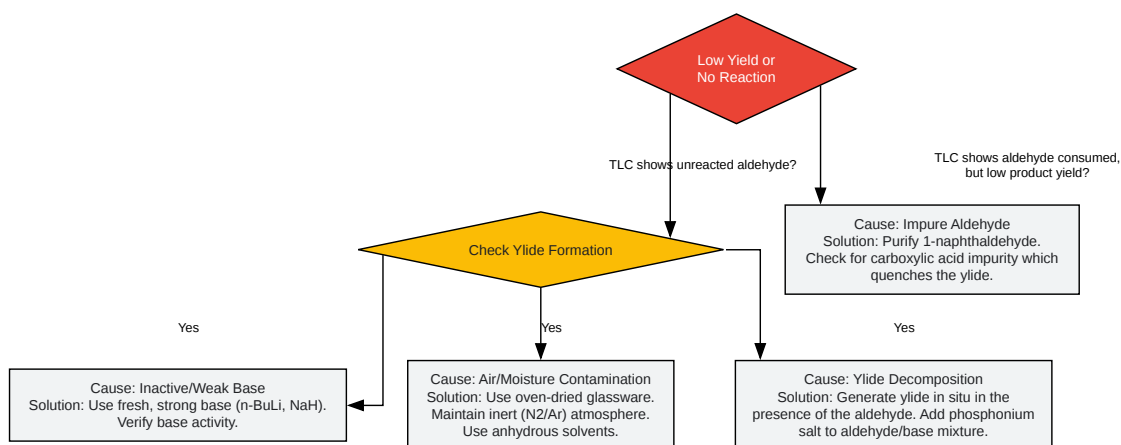 Low Yield or
No Reaction
TLC shows unreacted aldehyde?
TLC shows aldehyde consumed,
but low product yield?
Cause: Impure Aldehyde
Solution: Purify 1-naphthaldehyde.
Check for carboxylic acid impurity which
quenches the ylide.
Check Ylide Formation
Yes
Yes
Yes
Cause: Inactive/Weak Base
Solution: Use fresh, strong base (n-BuLi, NaH).
Verify base activity.
Cause: Air/Moisture Contamination
Solution: Use oven-dried glassware.
Maintain inert (N2/Ar) atmosphere.
Use anhydrous solvents.
Cause: Ylide Decomposition
Solution: Generate ylide in situ in the
presence of the aldehyde. Add phosphonium
salt to aldehyde/base mixture.